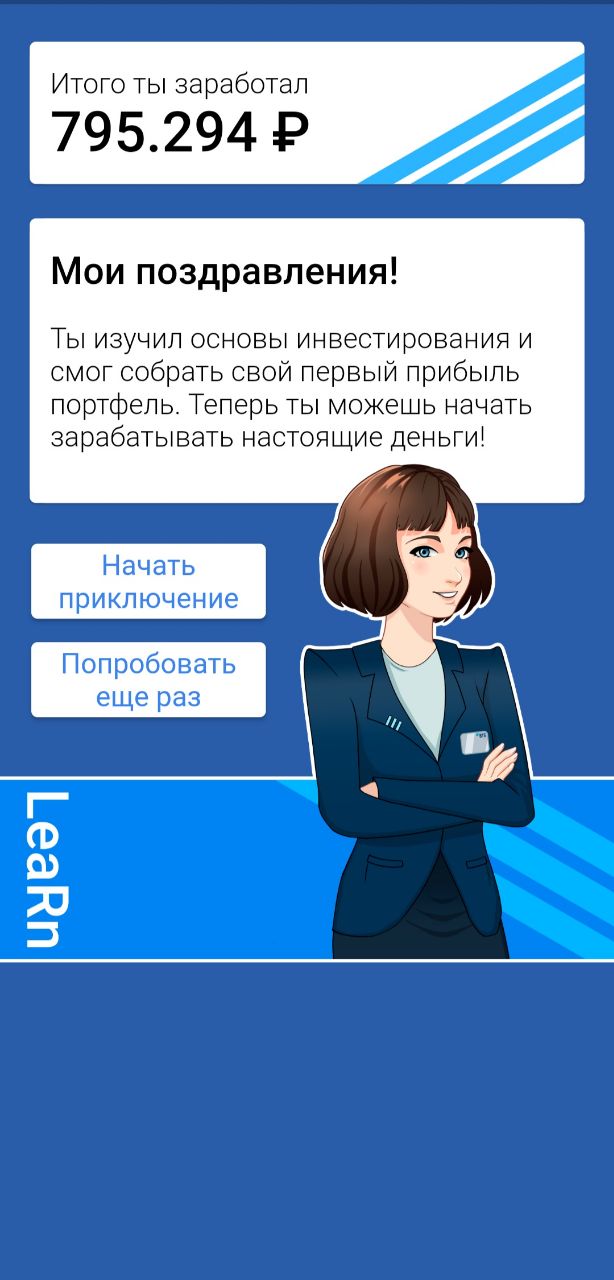 Итого ты заработал
795.294 ₽
Мои поздравления!
Ты изучил основы инвестирования и
смог собрать свой первый прибыль
портфель. Теперь ты можешь начать
зарабатывать настоящие деньги!
Начать
приключение
Попробовать
еще раз
LeaRn